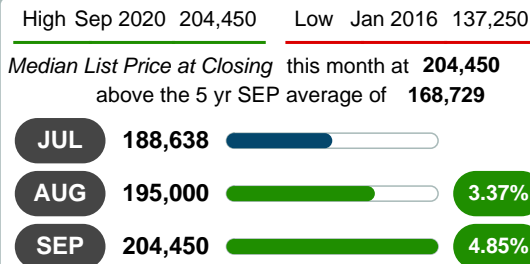 High Sep 2020 204,450 Low Jan 2016 137,250
Median List Price at Closing this month at 204,450
above the 5 yr SEP average of 168,729
JUL 188,638
AUG 195,000 3.37%
SEP 204,450 4.85%